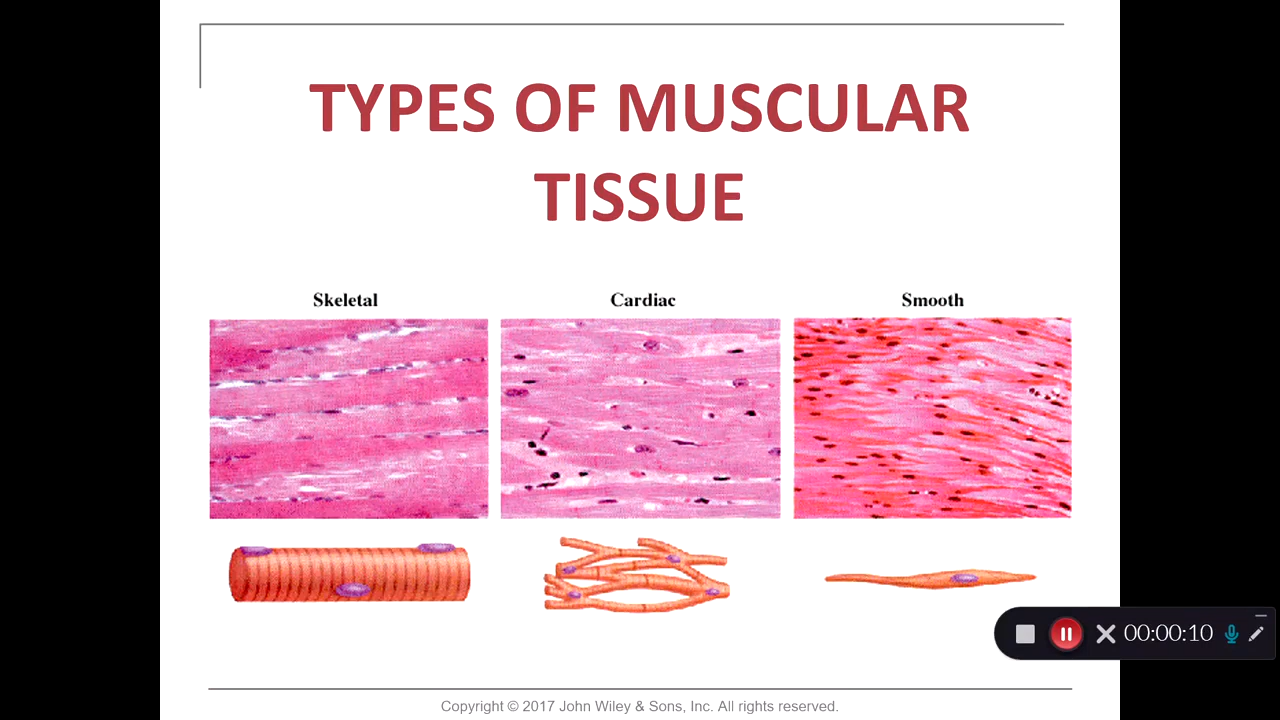 TYPES OF MUSCULAR
TISSUE
Skeletal Cardiac Smooth
00:00:10
Copyright © 2017 John Wiley & Sons, Inc. All rights reserved.